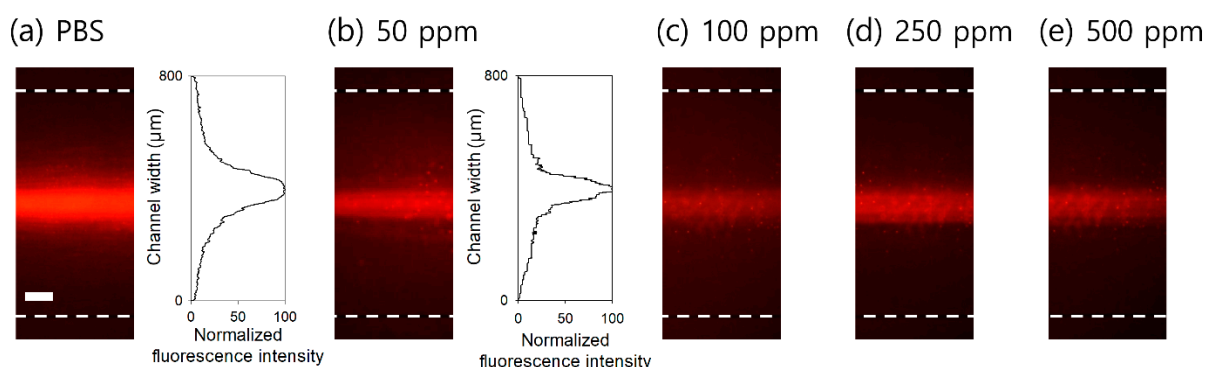 (a) PBS
(b) 50 ppm
(c) 100 ppm
(d) 250 ppm
(e) 500 ppm
800
Channel width (μm)
0
0 50 100
Normalized
fluorescence intensity
800
Channel width (μm)
0
0 50 100
Normalized
fluorescence intensity